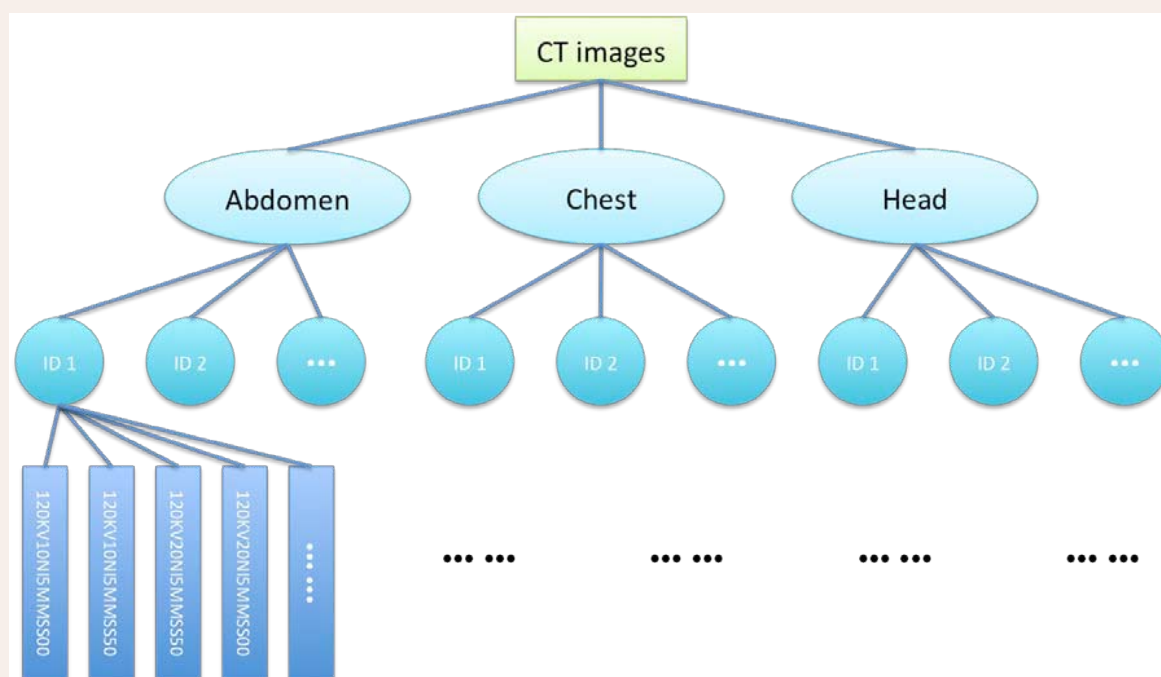 CT images
Abdomen
Chest
Head
ID 1
ID 2
•••
ID 1
ID 2
•••
ID 1
ID 2
•••
120KV10NI5MMSS00
120KV10NI5MMSS50
120KV20NI5MMSS50
120KV20NI5MMSS00
••• •••
••• •••
••• •••
••• •••
••• •••